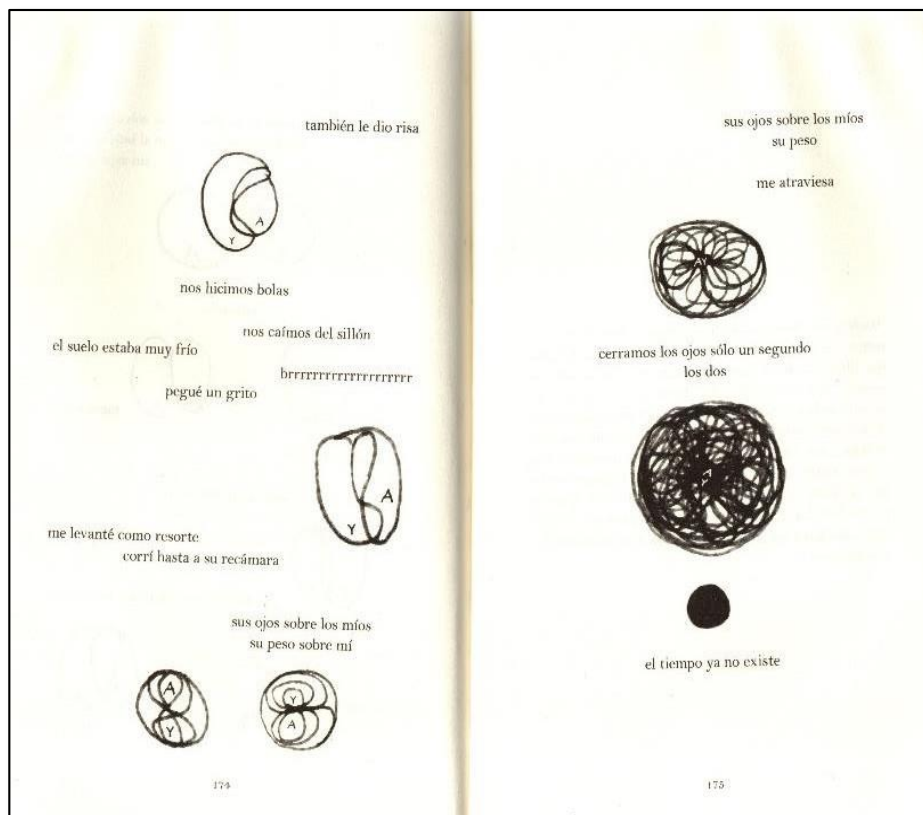 también le dio risa
A
Y
nos hicimos bolas
nos caímos del sillón
el suelo estaba muy frío
brrrrrrrrrrrrrrrrrrr
pegué un grito
A
Y
me levanté como resorte
corrí hasta a su recámara
sus ojos sobre los míos
su peso sobre mí
A
Y
Y
A
174
sus ojos sobre los míos
su peso
me atraviesa
A
cerramos los ojos sólo un segundo
los dos
A
Y
el tiempo ya no existe
175